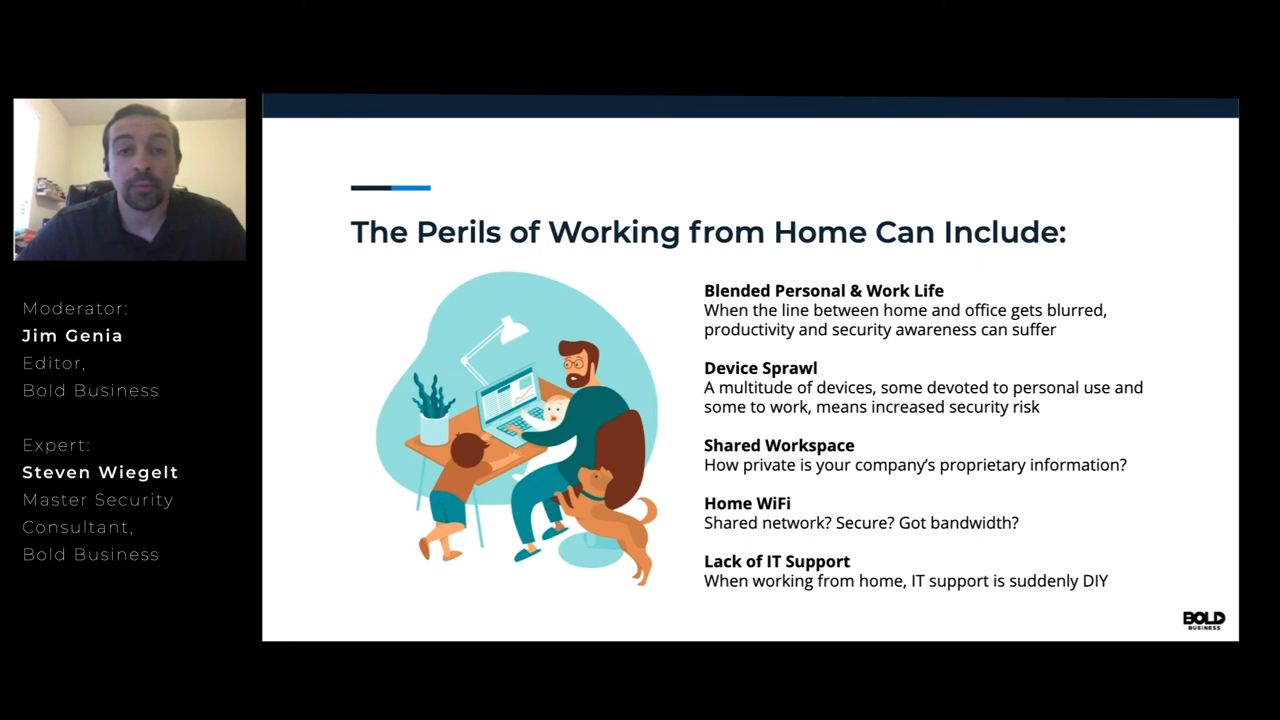 Moderator:
Jim Genia
Editor,
Bold Business
Expert:
Steven Wiegelt
Master Security
Consultant,
Bold Business
The Perils of Working from Home Can Include:
Blended Personal & Work Life
When the line between home and office gets blurred,
productivity and security awareness can suffer
Device Sprawl
A multitude of devices, some devoted to personal use and
some to work, means increased security risk
Shared Workspace
How private is your company’s proprietary information?
Home WiFi
Shared network? Secure? Got bandwidth?
Lack of IT Support
When working from home, IT support is suddenly DIY
BOLD
BUSINESS